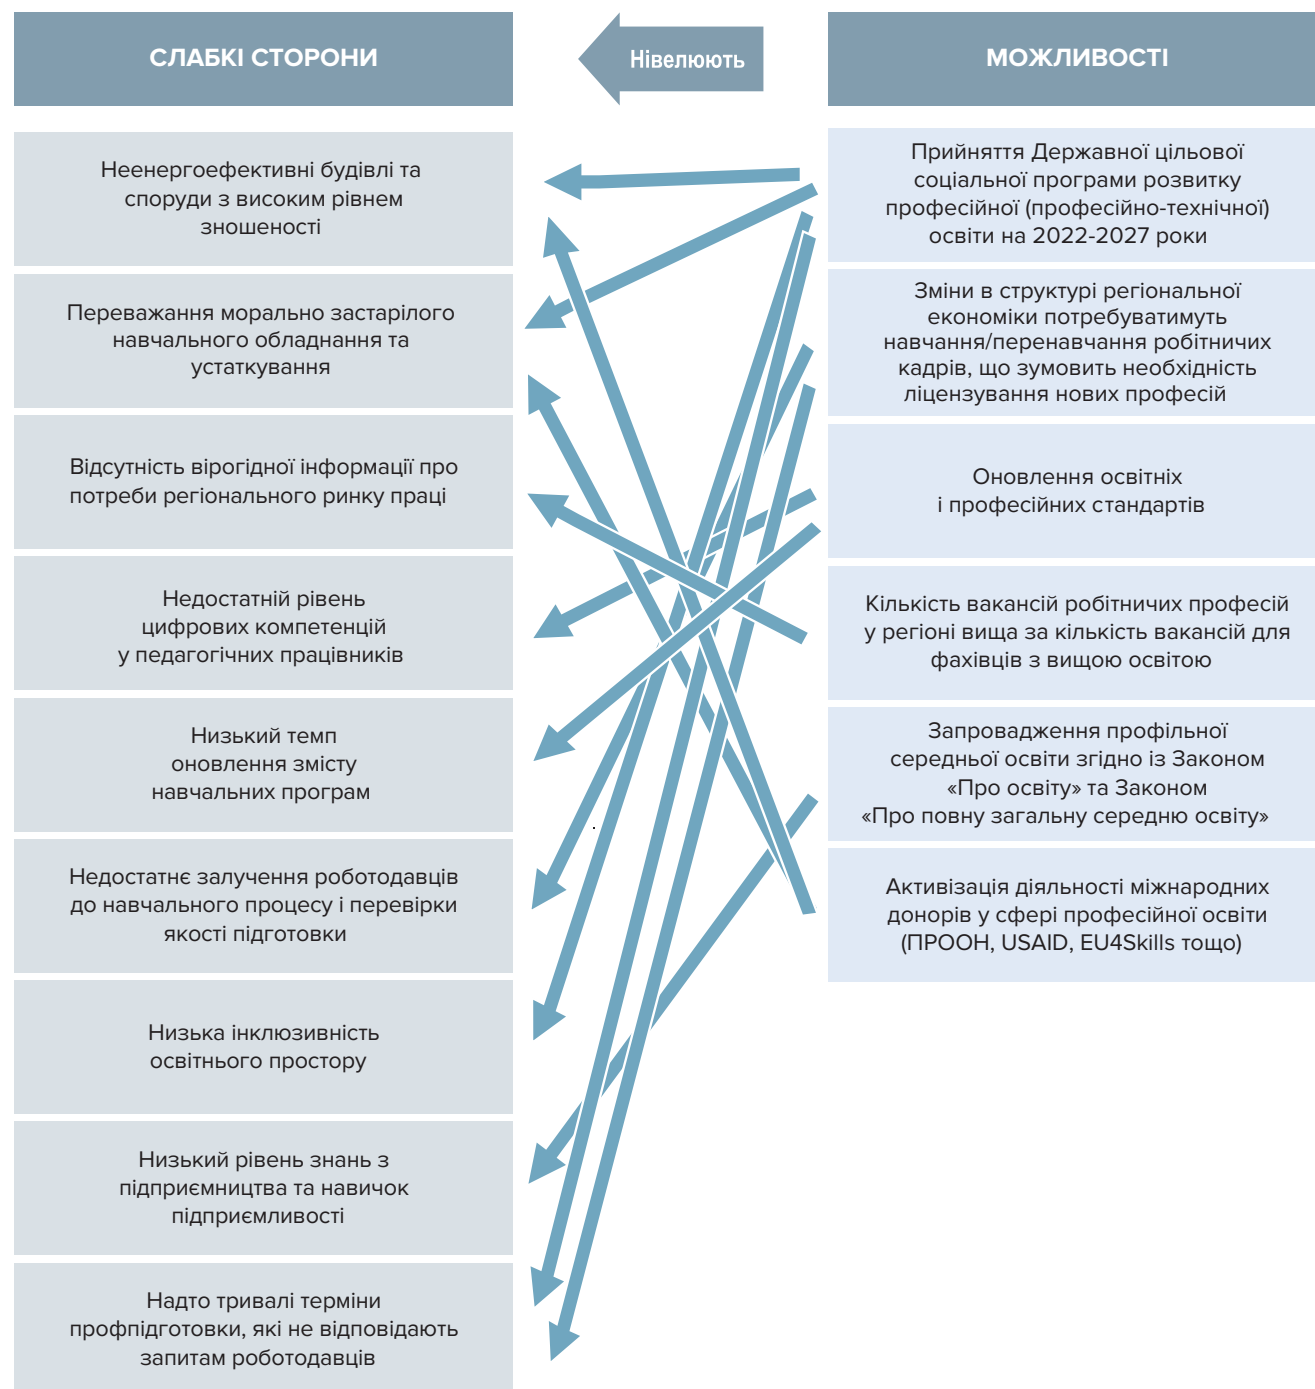 СЛАБКІ СТОРОНИ
Нівелюють
МОЖЛИВОСТІ
Неенергоефективні будівлі та
споруди з високим рівнем
зношеності
Переважання морально застарілого
навчального обладнання та
устаткування
Відсутність вірогідної інформації про
потреби регіонального ринку праці
Недостатній рівень
цифрових компетенцій
у педагогічних працівників
Низький темп
оновлення змісту
навчальних програм
Недостатнє залучення роботодавців
до навчального процесу і перевірки
якості підготовки
Низька інклюзивність
освітнього простору
Низький рівень знань з
підприємництва та навичок
підприємливості
Надто тривалі терміни
профпідготовки, які не відповідають
запитам роботодавців
Прийняття Державної цільової
соціальної програми розвитку
професійної (професійно-технічної)
освіти на 2022-2027 роки
Зміни в структурі регіональної
економіки потребуватимуть
навчання/перенавчання робітничих
кадрів, що зумовить необхідність
ліцензування нових професій
Оновлення освітніх
і професійних стандартів
Кількість вакансій робітничих професій
у регіоні вища за кількість вакансій для
фахівців з вищою освітою
Запровадження профільної
середньої освіти згідно із Законом
«Про освіту» та Законом
«Про повну загальну середню освіту»
Активізація діяльності міжнародних
донорів у сфері професійної освіти
(ПРООН, USAID, EU4Skills тощо)